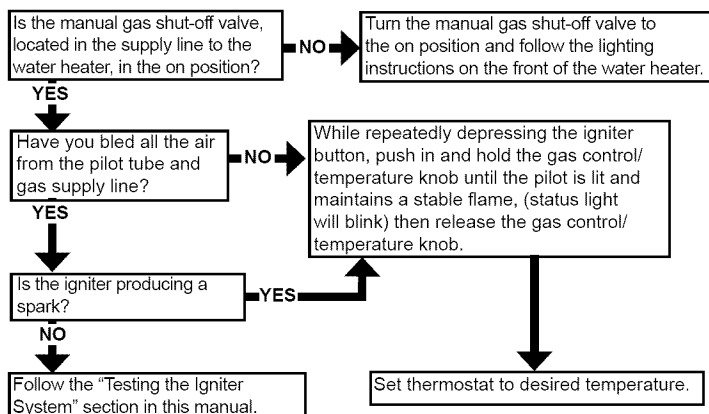 Is the manual gas shut-off valve,
located in the supply line to the
water heater, in the on position?
NO
Turn the manual gas shut-off valve to
the on position and follow the lighting
instructions on the front of the water heater.
YES
Have you bled all the air
from the pilot tube and
gas supply line?
NO
While repeatedly depressing the igniter
button, push in and hold the gas control/
temperature knob until the pilot is lit and
maintains a stable flame, (status light
will blink) then release the gas control/
temperature knob.
YES
Is the igniter producing a
spark?
YES
NO
Follow the “Testing the Igniter
System” section in this manual.
Set thermostat to desired temperature.